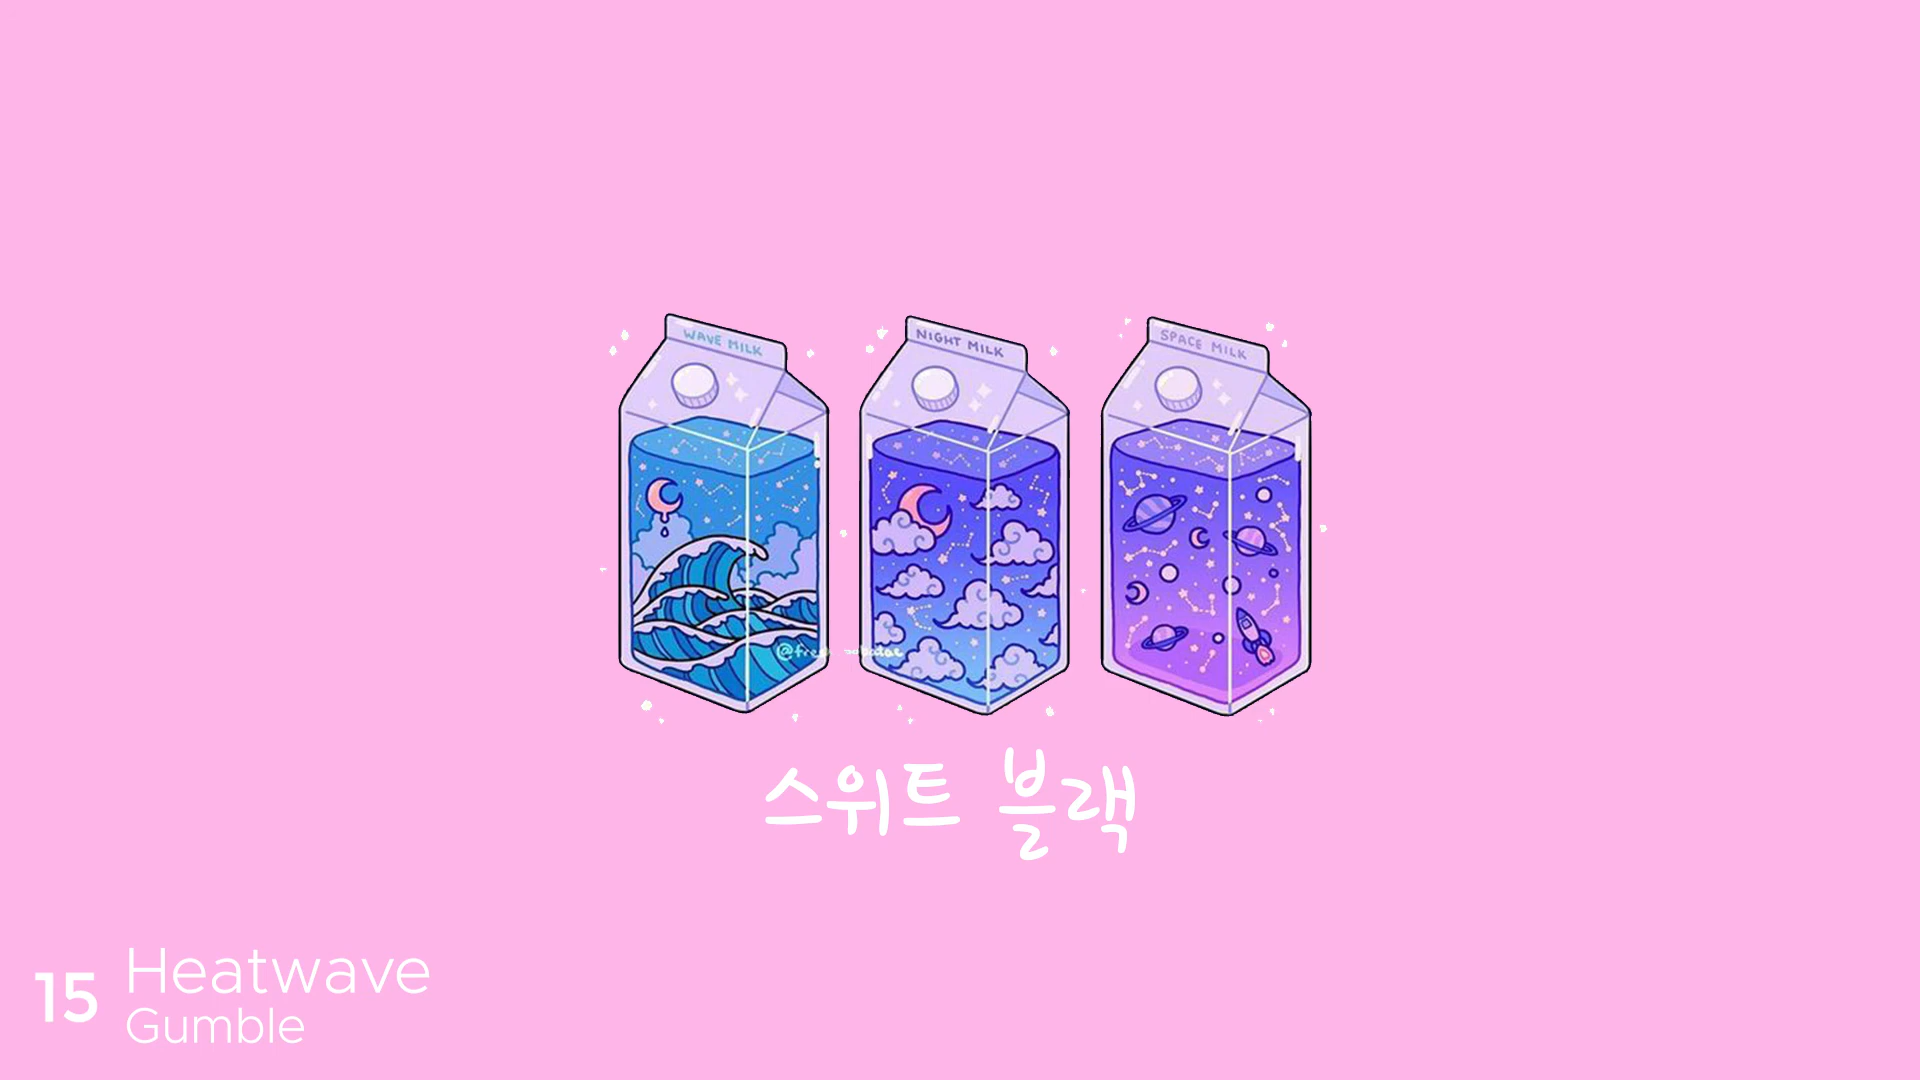 WAVE MILK
NIGHT MILK
SPACE MILK
스위트 블랙
15
Heatwave
Gumble